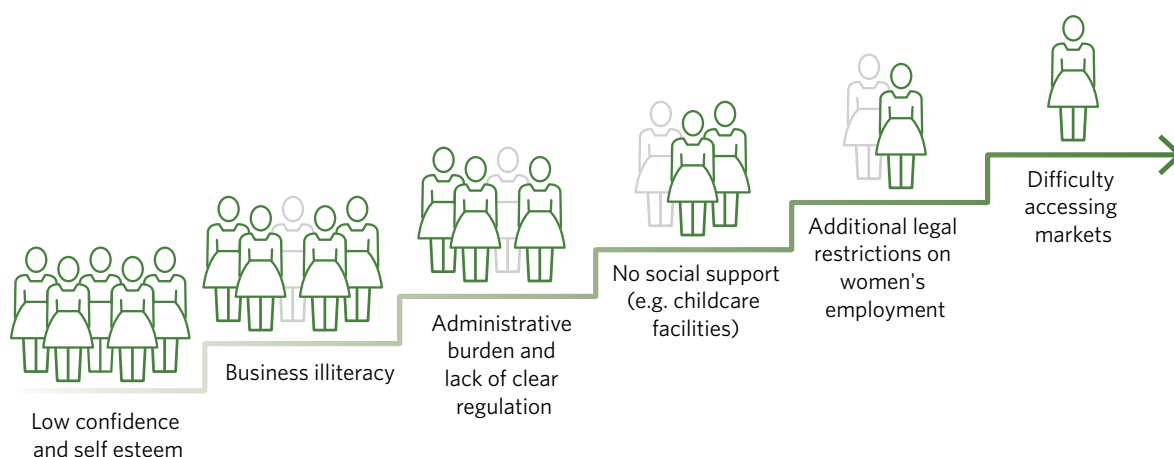 Low confidence
and self esteem
Business illiteracy
Administrative
burden and
lack of clear
regulation
No social support
(e.g. childcare
facilities)
Additional legal
restrictions on
women's
employment
Difficulty
accessing
markets